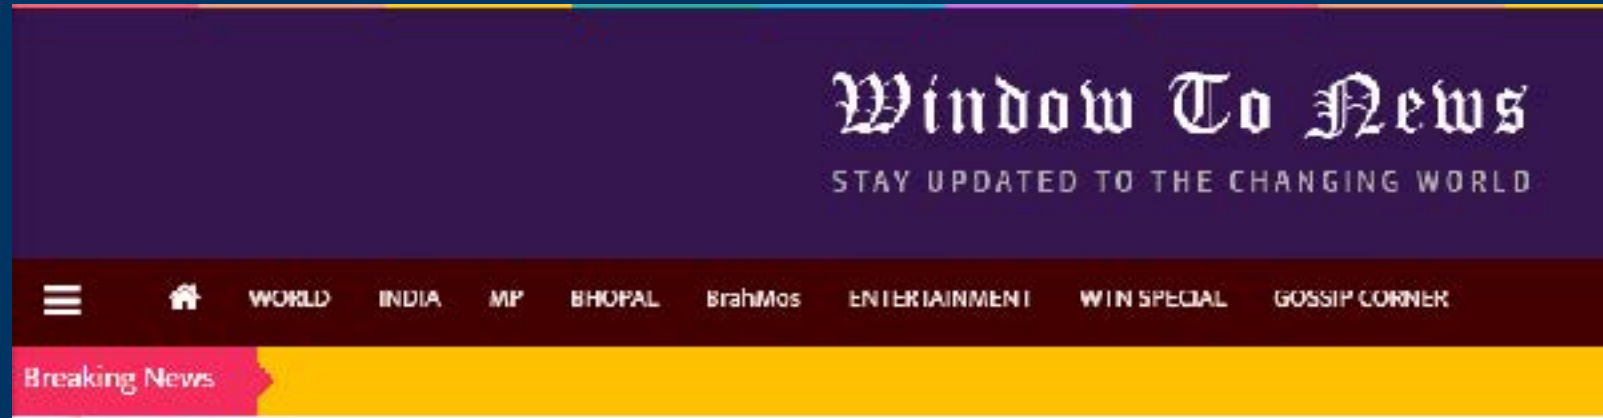 Window To News
STAY UPDATED TO THE CHANGING WORLD
WORLD INDIA MP BHOPAL BrahMos ENTERTAINMENT WTN SPECIAL GOSSIP CORNER
Breaking News